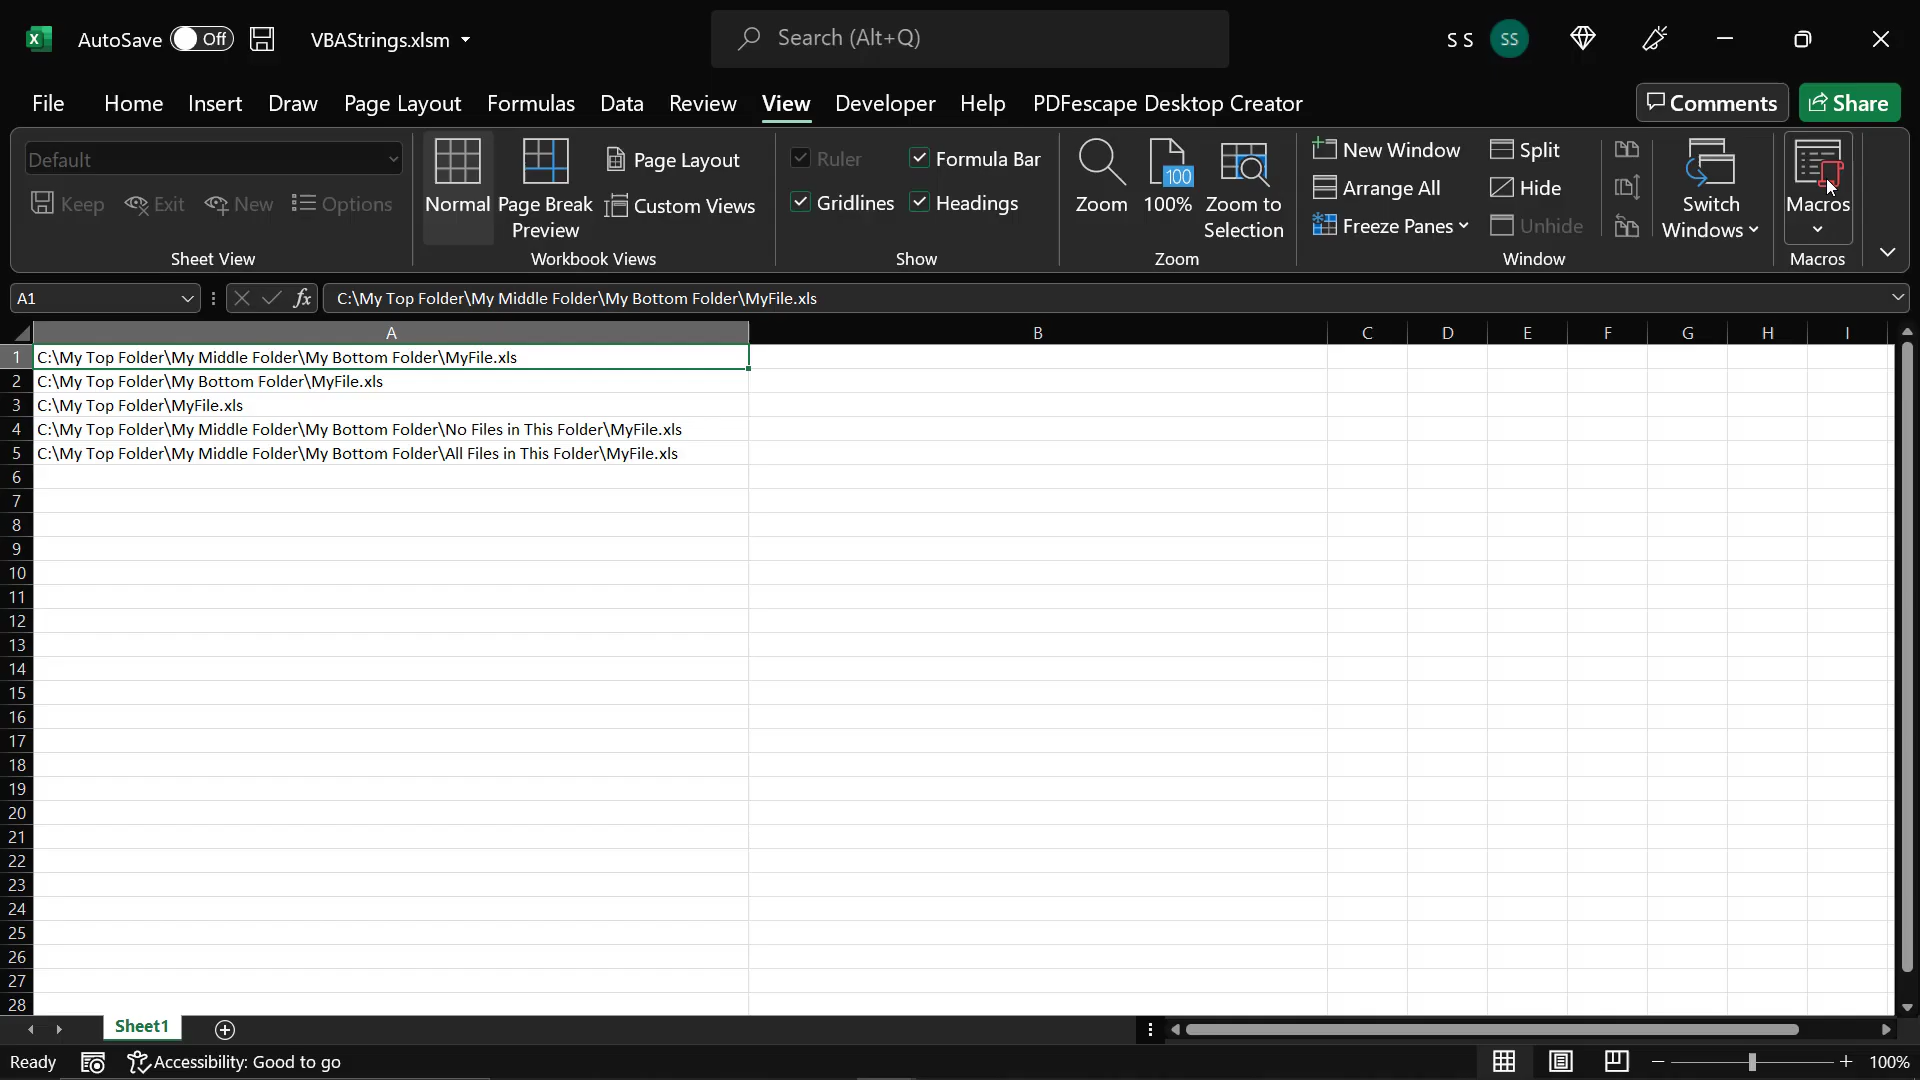 AutoSave Off VBAStrings.xlsm Search (Alt+Q) S S SS
File Home Insert Draw Page Layout Formulas Data Review View Developer Help PDFescape Desktop Creator Comments Share
Default
Keep Exit New Options
Sheet View
Normal
Page Break
Preview
Page Layout
Custom Views
Workbook Views
Ruler Formula Bar
Gridlines Headings
Show
Zoom
100
100%
Zoom to
Selection
Zoom
New Window Split
Arrange All Hide
Freeze Panes Unhide
Switch
Windows
Window
Macros
Macros
A1 fx C:\My Top Folder\My Middle Folder\My Bottom Folder\MyFile.xls
A B C D E F G H I
1 C:\My Top Folder\My Middle Folder\My Bottom Folder\MyFile.xls
2 C:\My Top Folder\My Bottom Folder\MyFile.xls
3 C:\My Top Folder\MyFile.xls
4 C:\My Top Folder\My Middle Folder\My Bottom Folder\No Files in This Folder\MyFile.xls
5 C:\My Top Folder\My Middle Folder\My Bottom Folder\All Files in This Folder\MyFile.xls
6
7
8
9
10
11
12
13
14
15
16
17
18
19
20
21
22
23
24
25
26
27
28
Sheet1
Ready Accessibility: Good to go 100%